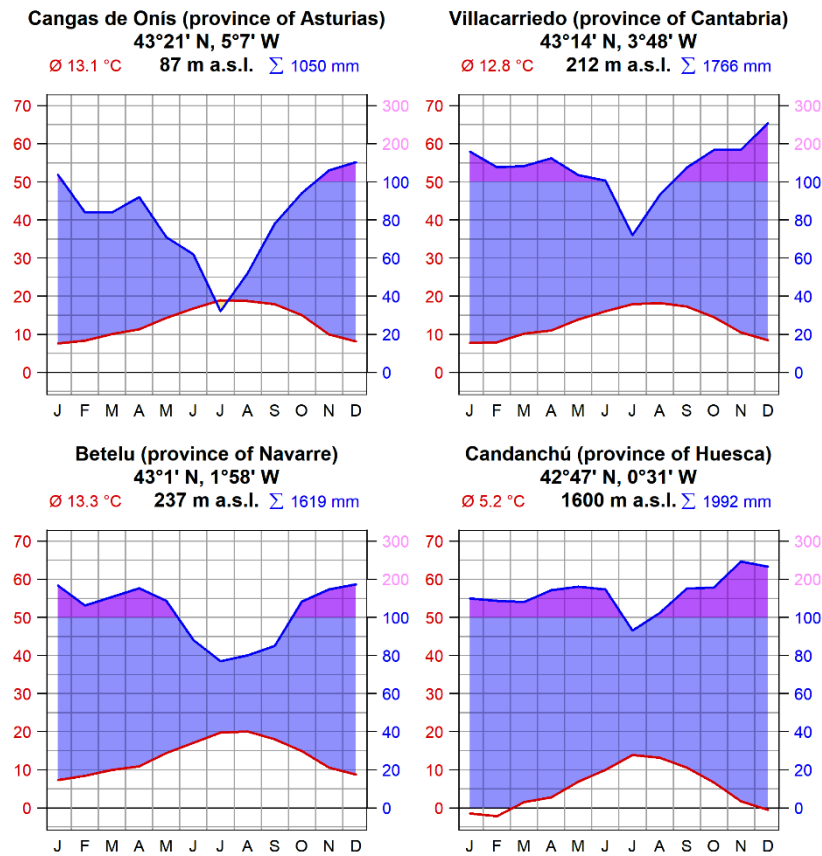 Cangas de Onís (province of Asturias)
43°21' N, 5°7' W
Ø 13.1 °C 87 m a.s.l. ∑ 1050 mm
70 300
60 200
50 100
40 80
30 60
20 40
10 20
0 0
J F M A M J J A S O N D
Villacarriedo (province of Cantabria)
43°14' N, 3°48' W
Ø 12.8 °C 212 m a.s.l. ∑ 1766 mm
70 300
60 200
50 100
40 80
30 60
20 40
10 20
0 0
J F M A M J J A S O N D
Betelu (province of Navarre)
43°1' N, 1°58' W
Ø 13.3 °C 237 m a.s.l. ∑ 1619 mm
70 300
60 200
50 100
40 80
30 60
20 40
10 20
0 0
J F M A M J J A S O N D
Candanchú (province of Huesca)
42°47' N, 0°31' W
Ø 5.2 °C 1600 m a.s.l. ∑ 1992 mm
70 300
60 200
50 100
40 80
30 60
20 40
10 20
0 0
J F M A M J J A S O N D